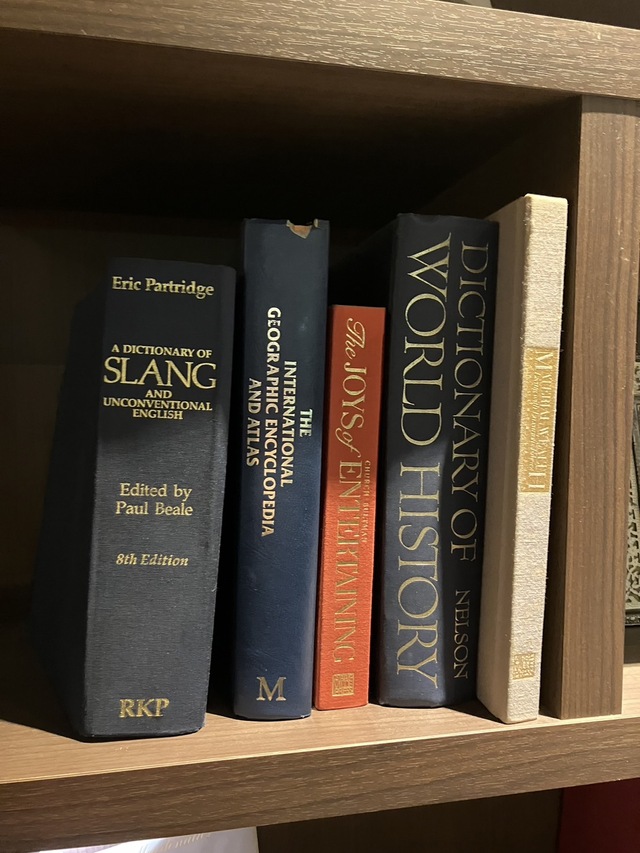 Eric Partridge
A DICTIONARY OF
SLANG
AND
UNCONVENTIONAL
ENGLISH
Edited by
Paul Beale
8th Edition
RKP
THE
INTERNATIONAL
GEOGRAPHIC ENCYCLOPEDIA
AND ATLAS
M
The JOYS of ENTERTAINING
DICTIONARY OF
WORLD HISTORY
NELSON